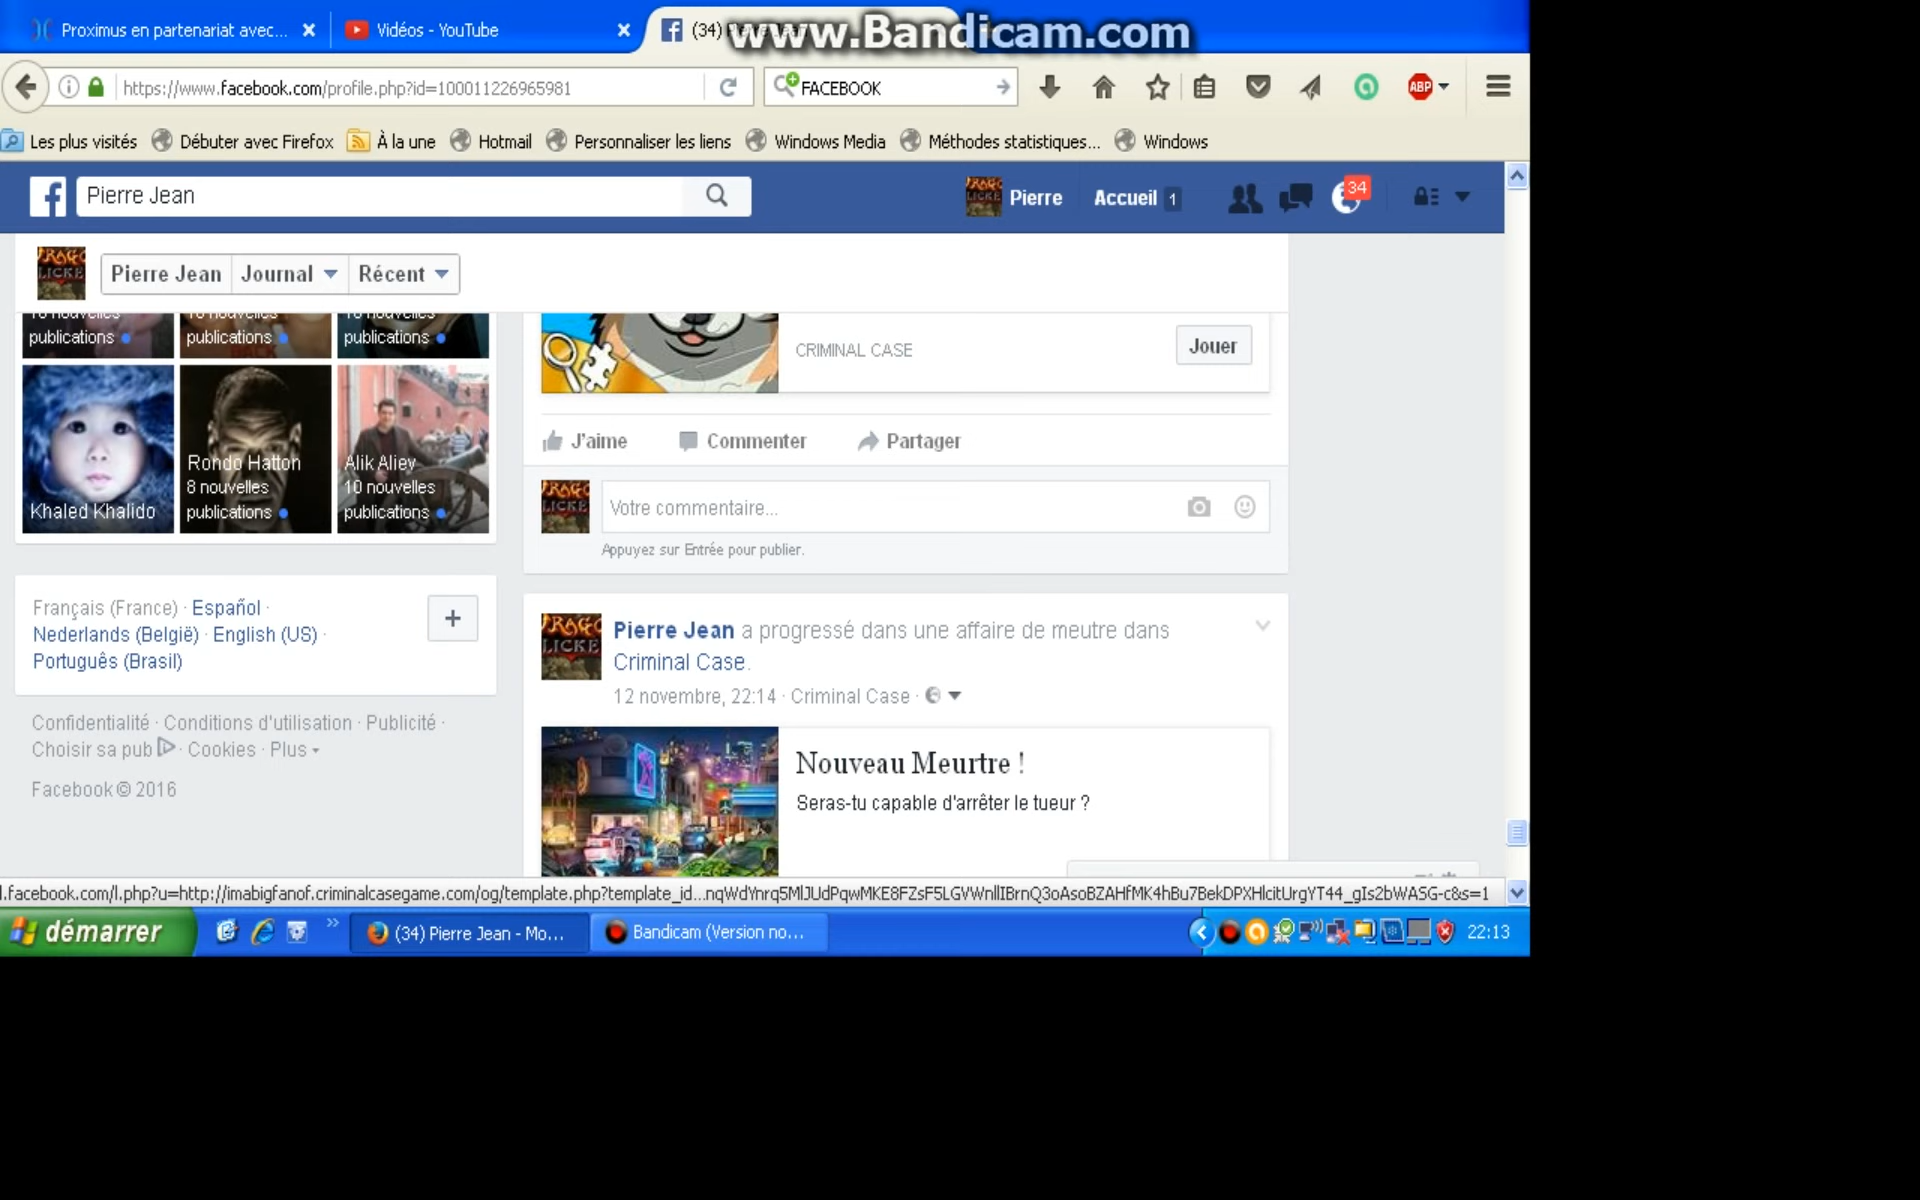 Proximus en partenariat avec...
Vidéos - YouTube
(34)
www.Bandicam.com
https://www.facebook.com/profile.php?id=100011226965981
FACEBOOK
ABP
Les plus visités
Débuter avec Firefox
À la une
Hotmail
Personnaliser les liens
Windows Media
Méthodes statistiques...
Windows
Pierre Jean
Pierre
Accueil 1
34
Pierre Jean
Journal
Récent
publications
publications
publications
Khaled Khalido
Rondo Hatton
8 nouvelles
publications
Alik Aliev
10 nouvelles
publications
CRIMINAL CASE
Jouer
J'aime
Commenter
Partager
Votre commentaire...
Appuyez sur Entrée pour publier.
Français (France) · Español ·
Nederlands (België) · English (US) ·
Português (Brasil)
+
Confidentialité · Conditions d'utilisation · Publicité ·
Choisir sa pub · Cookies · Plus
Facebook © 2016
Pierre Jean a progressé dans une affaire de meutre dans
Criminal Case.
12 novembre, 22:14 · Criminal Case ·
Nouveau Meurtre !
Seras-tu capable d'arrêter le tueur ?
l.facebook.com/l.php?u=http://imabigfanof.criminalcasegame.com/og/template.php?template_id...nqWdYnrq5MlJUdPqwMKE8FZsF5LGVWnllIBrnQ3oAsoBZAHfMK4hBu7BekDPXHlcitUrgYT44_gIs2bWASG-c&s=1
démarrer
(34) Pierre Jean - Mo...
Bandicam (Version no...
22:13